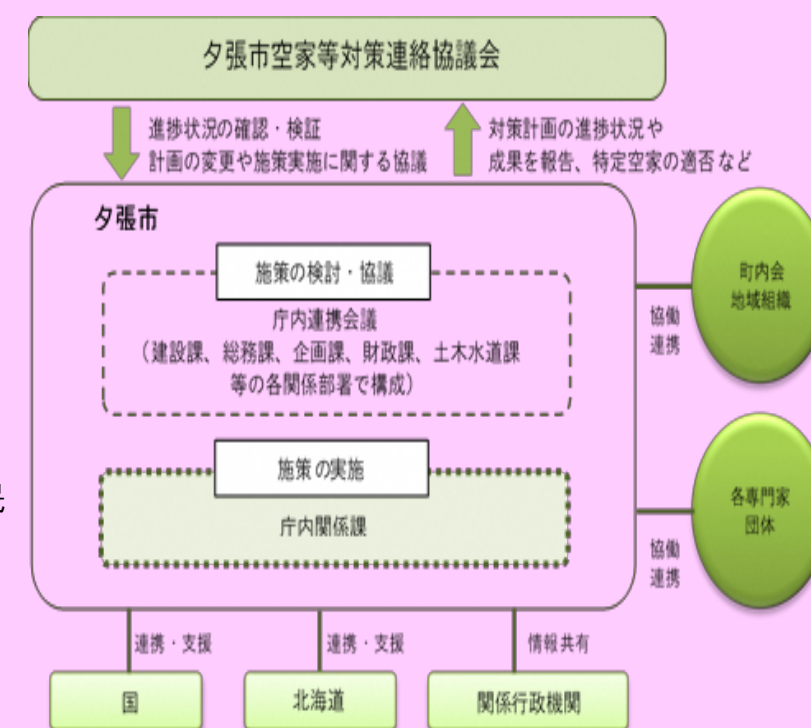 夕張市空家等対策連絡協議会
進捗状況の確認・検証
計画の変更や施策実施に関する協議
対策計画の進捗状況や
成果を報告、特定空家の適否など
夕張市
施策の検討・協議
庁内連携会議
（建設課、総務課、企画課、財政課、土木水道課
等の各関係部署で構成）
施策の実施
庁内関係課
町内会
地域組織
協働
連携
各専門家
団体
協働
連携
連携・支援
連携・支援
情報共有
国
北海道
関係行政機関